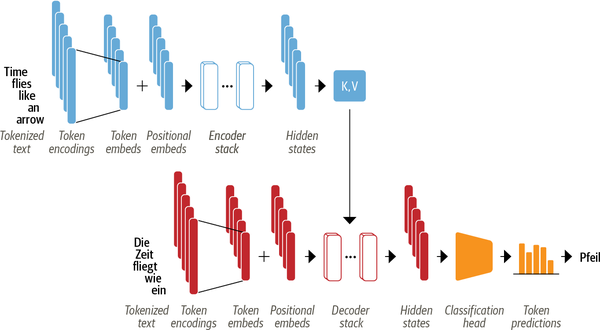 Time
flies
like
an
arrow
+
...
K, V
Tokenized text
Token encodings
Token embeds
Positional embeds
Encoder stack
Hidden states
Die
Zeit
fliegt
wie
ein
+
...
Pfeil
Tokenized text
Token encodings
Token embeds
Positional embeds
Decoder stack
Hidden states
Classification head
Token predictions